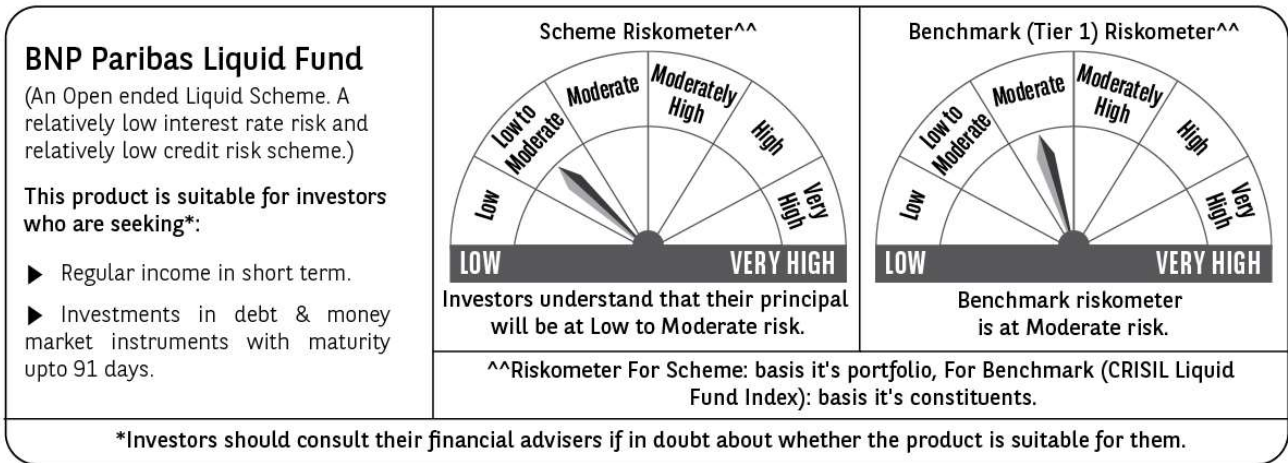 BNP Paribas Liquid Fund
(An Open ended Liquid Scheme. A
relatively low interest rate risk and
relatively low credit risk scheme.)
This product is suitable for investors
who are seeking*:
▶ Regular income in short term.
▶ Investments in debt & money
market instruments with maturity
upto 91 days.
Scheme Riskometer^^
Low
Low to
Moderate
Moderate
Moderately
High
High
Very
High
LOW
VERY HIGH
Investors understand that their principal
will be at Low to Moderate risk.
Benchmark (Tier 1) Riskometer^^
Low
Low to
Moderate
Moderate
Moderately
High
High
Very
High
LOW
VERY HIGH
Benchmark riskometer
is at Moderate risk.
^^Riskometer For Scheme: basis it's portfolio, For Benchmark (CRISIL Liquid
Fund Index): basis it's constituents.
*Investors should consult their financial advisers if in doubt about whether the product is suitable for them.